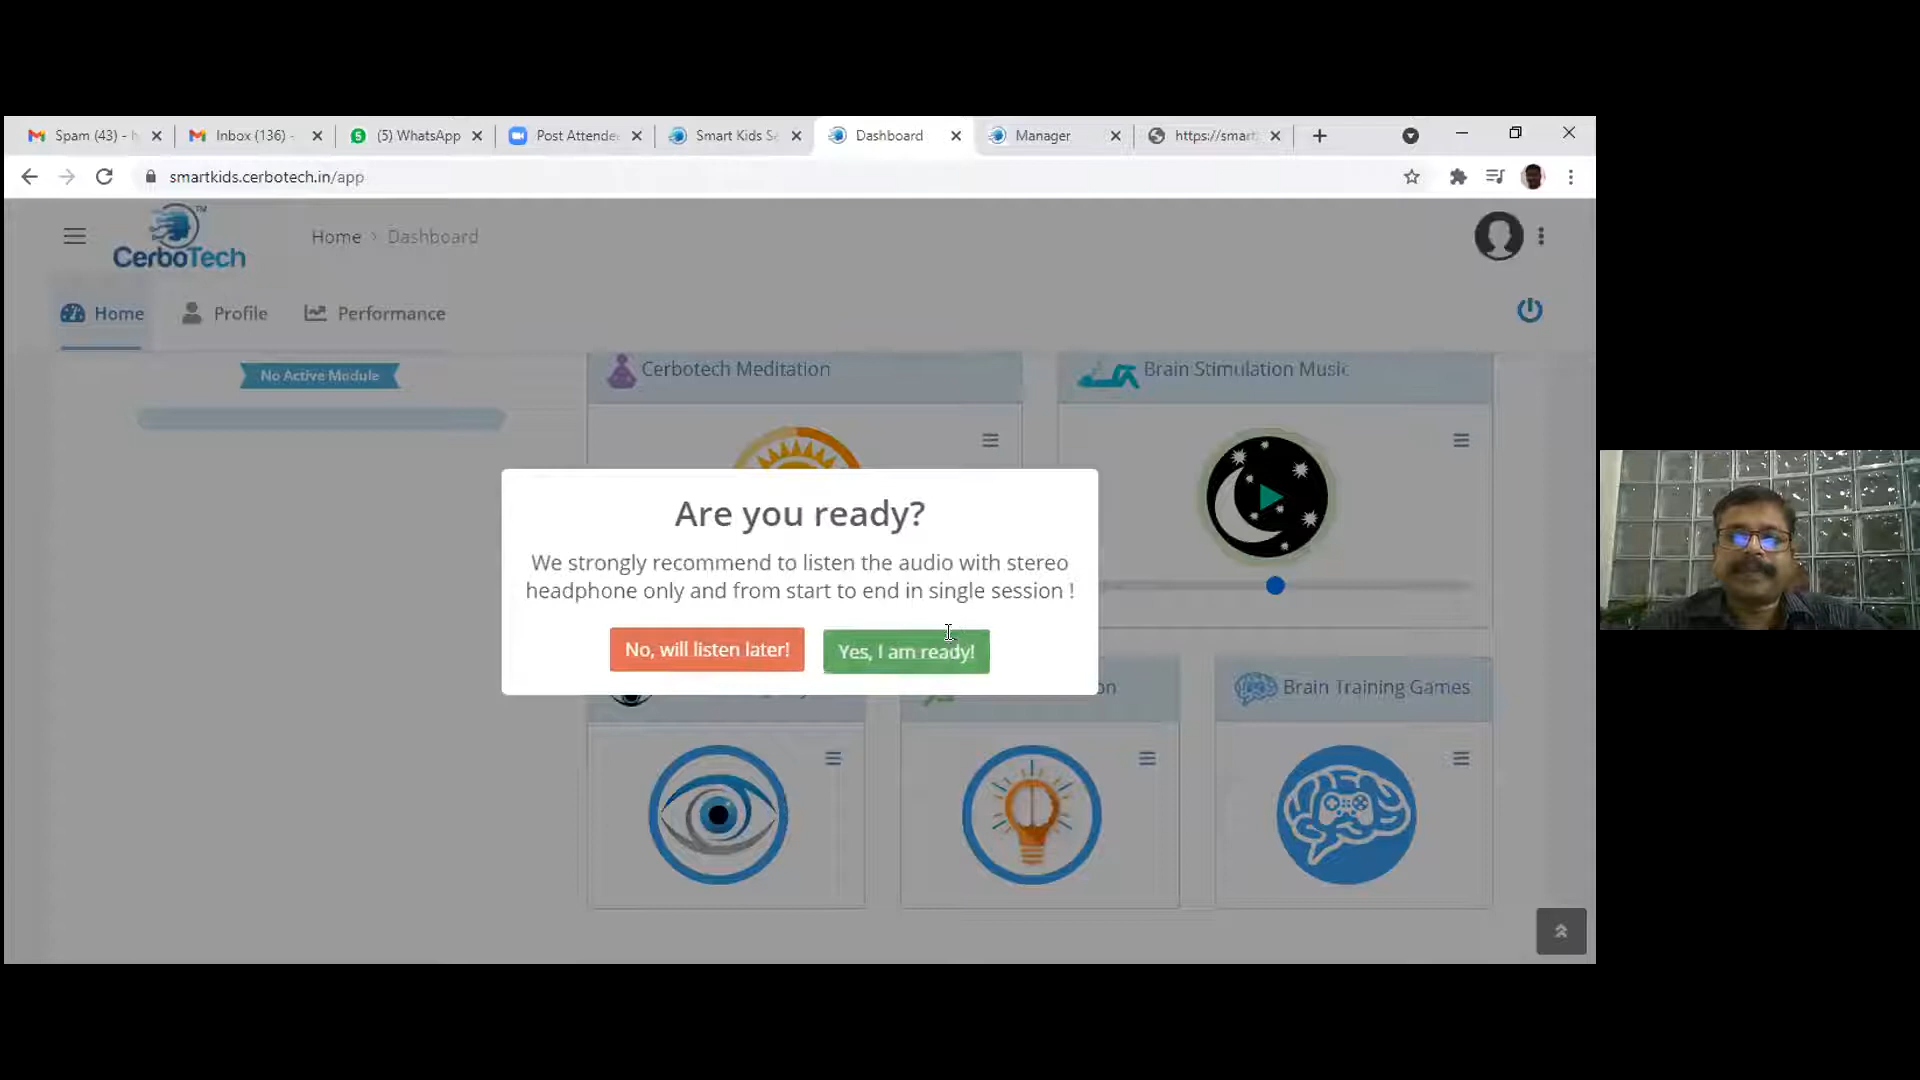 Spam (43) -
Inbox (136) -
(5) WhatsApp
Post Attende
Smart Kids S
Dashboard
Manager
https://smart
smartkids.cerbotech.in/app
TM
CerboTech
Home
Dashboard
Home
Profile
Performance
No Active Module
Cerbotech Meditation
Brain Stimulation Music
Are you ready?
We strongly recommend to listen the audio with stereo
headphone only and from start to end in single session !
No, will listen later!
Yes, I am ready!
on
Brain Training Games